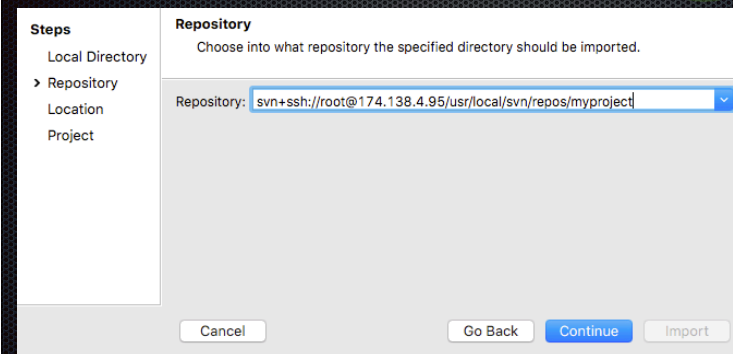 Steps
Local Directory
› Repository
Location
Project
Repository
Choose into what repository the specified directory should be imported.
Repository: svn+ssh://root@174.138.4.95/usr/local/svn/repos/myproject
Cancel
Go Back
Continue
Import